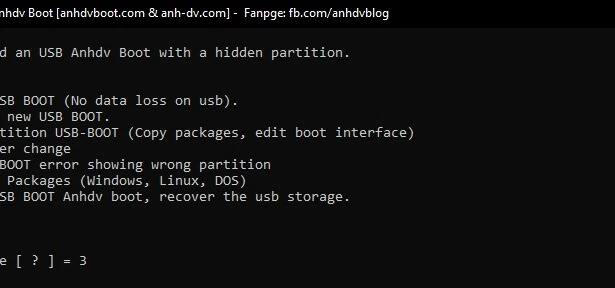 nhdv Boot [anhdvboot.com & anh-dv.com] - Fanpge: fb.com/anhdvblog
d an USB Anhdv Boot with a hidden partition.
SB BOOT (No data loss on usb).
new USB BOOT.
tition USB-BOOT (Copy packages, edit boot interface)
er change
BOOT error showing wrong partition
Packages (Windows, Linux, DOS)
SB BOOT Anhdv boot, recover the usb storage.
e [ ? ] = 3